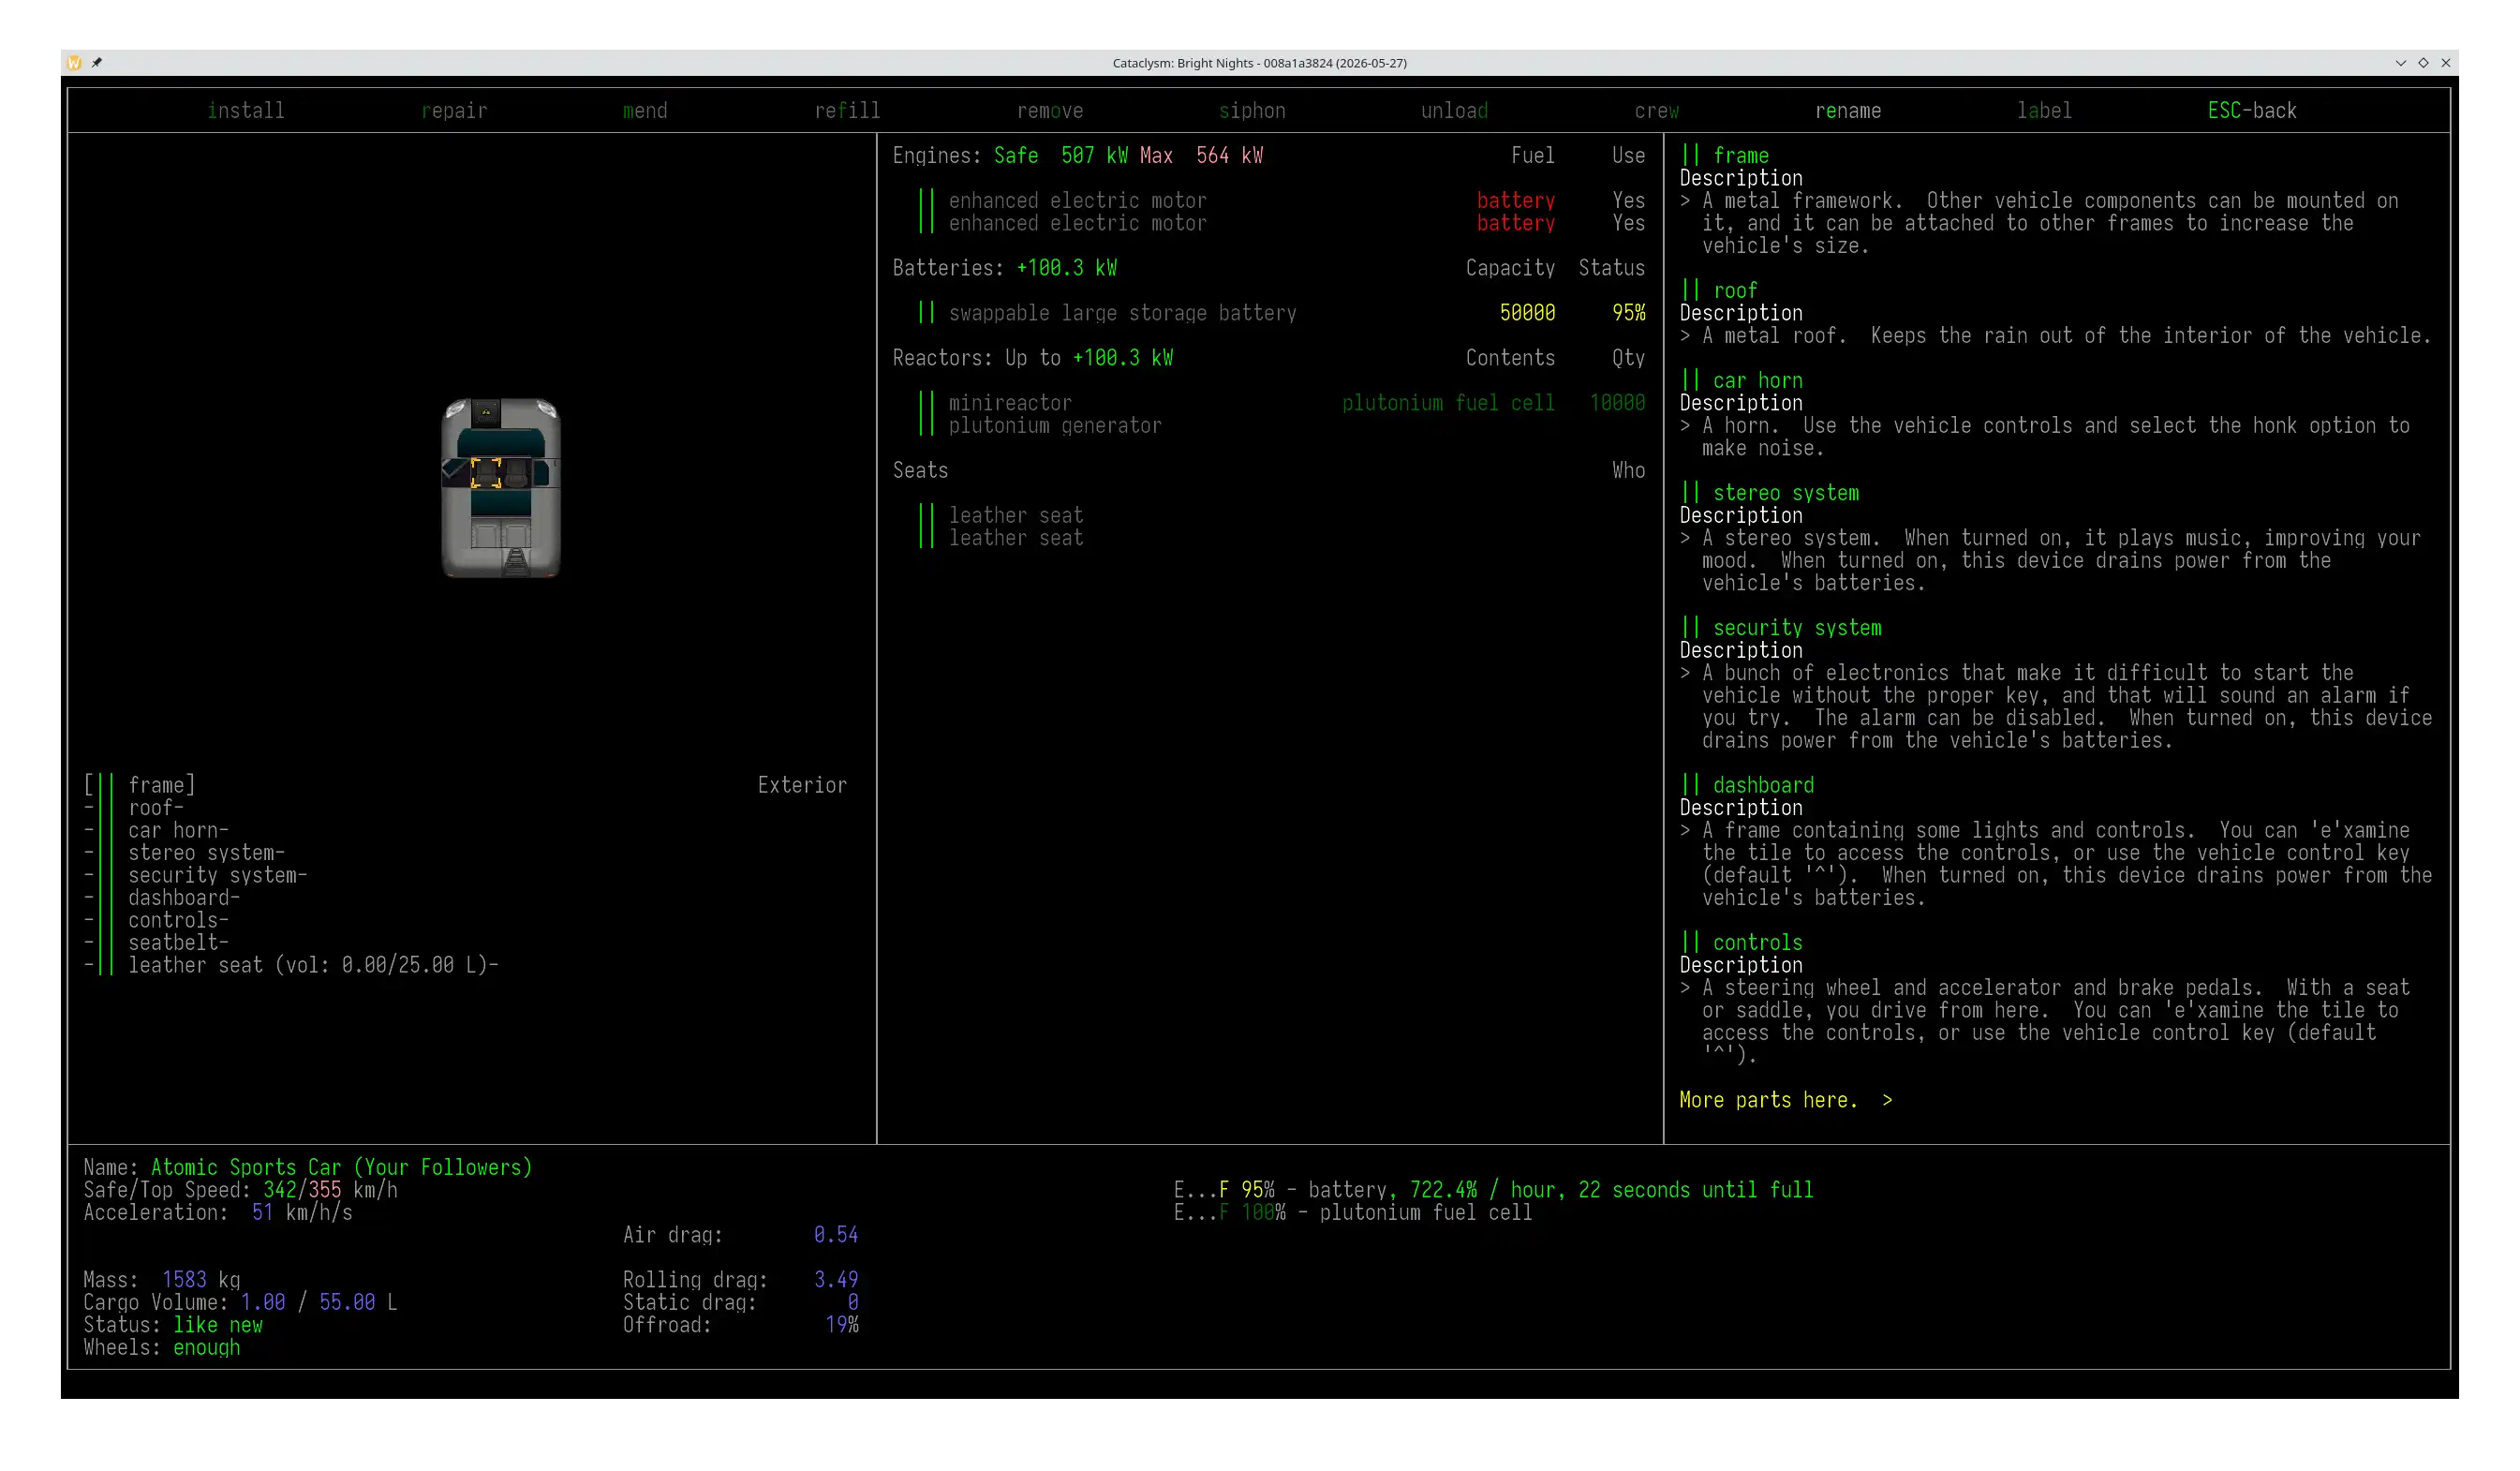 Cataclysm: Bright Nights - 008a1a3824 (2026-05-27)
install repair mend refill remove siphon unload crew rename label ESC-back
[|| frame] Exterior
-|| roof-
-|| car horn-
-|| stereo system-
-|| security system-
-|| dashboard-
-|| controls-
-|| seatbelt-
-|| leather seat (vol: 0.00/25.00 L)-
Engines: Safe 507 kW Max 564 kW Fuel Use
|| enhanced electric motor battery Yes
|| enhanced electric motor battery Yes
Batteries: +100.3 kW Capacity Status
|| swappable large storage battery 50000 95%
Reactors: Up to +100.3 kW Contents Qty
|| minireactor plutonium fuel cell 10000
|| plutonium generator
Seats Who
|| leather seat
|| leather seat
|| frame
Description
> A metal framework. Other vehicle components can be mounted on
it, and it can be attached to other frames to increase the
vehicle's size.
|| roof
Description
> A metal roof. Keeps the rain out of the interior of the vehicle.
|| car horn
Description
> A horn. Use the vehicle controls and select the honk option to
make noise.
|| stereo system
Description
> A stereo system. When turned on, it plays music, improving your
mood. When turned on, this device drains power from the
vehicle's batteries.
|| security system
Description
> A bunch of electronics that make it difficult to start the
vehicle without the proper key, and that will sound an alarm if
you try. The alarm can be disabled. When turned on, this device
drains power from the vehicle's batteries.
|| dashboard
Description
> A frame containing some lights and controls. You can 'e'xamine
the tile to access the controls, or use the vehicle control key
(default '^'). When turned on, this device drains power from the
vehicle's batteries.
|| controls
Description
> A steering wheel and accelerator and brake pedals. With a seat
or saddle, you drive from here. You can 'e'xamine the tile to
access the controls, or use the vehicle control key (default
'^').
More parts here. >
Name: Atomic Sports Car (Your Followers)
Safe/Top Speed: 342/355 km/h
Acceleration: 51 km/h/s
Mass: 1583 kg
Cargo Volume: 1.00 / 55.00 L
Status: like new
Wheels: enough
Air drag: 0.54
Rolling drag: 3.49
Static drag: 0
Offroad: 19%
E...F 95% - battery, 722.4% / hour, 22 seconds until full
E...F 100% - plutonium fuel cell